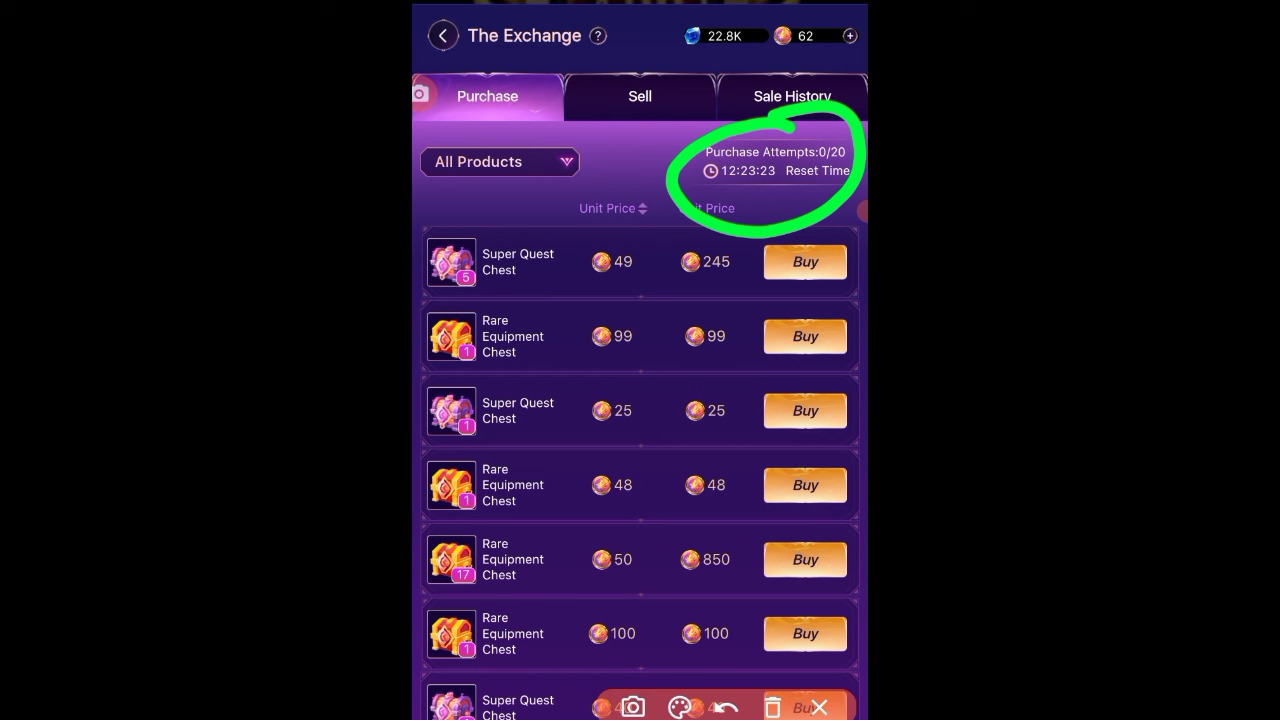 The Exchange ?
22.8K
62
Purchase
Sell
Sale History
All Products
Purchase Attempts:0/20
12:23:23 Reset Time
Unit Price
Unit Price
Super Quest
Chest
5
49
245
Buy
Rare
Equipment
Chest
1
99
99
Buy
Super Quest
Chest
1
25
25
Buy
Rare
Equipment
Chest
1
48
48
Buy
Rare
Equipment
Chest
17
50
850
Buy
Rare
Equipment
Chest
1
100
100
Buy
Super Quest